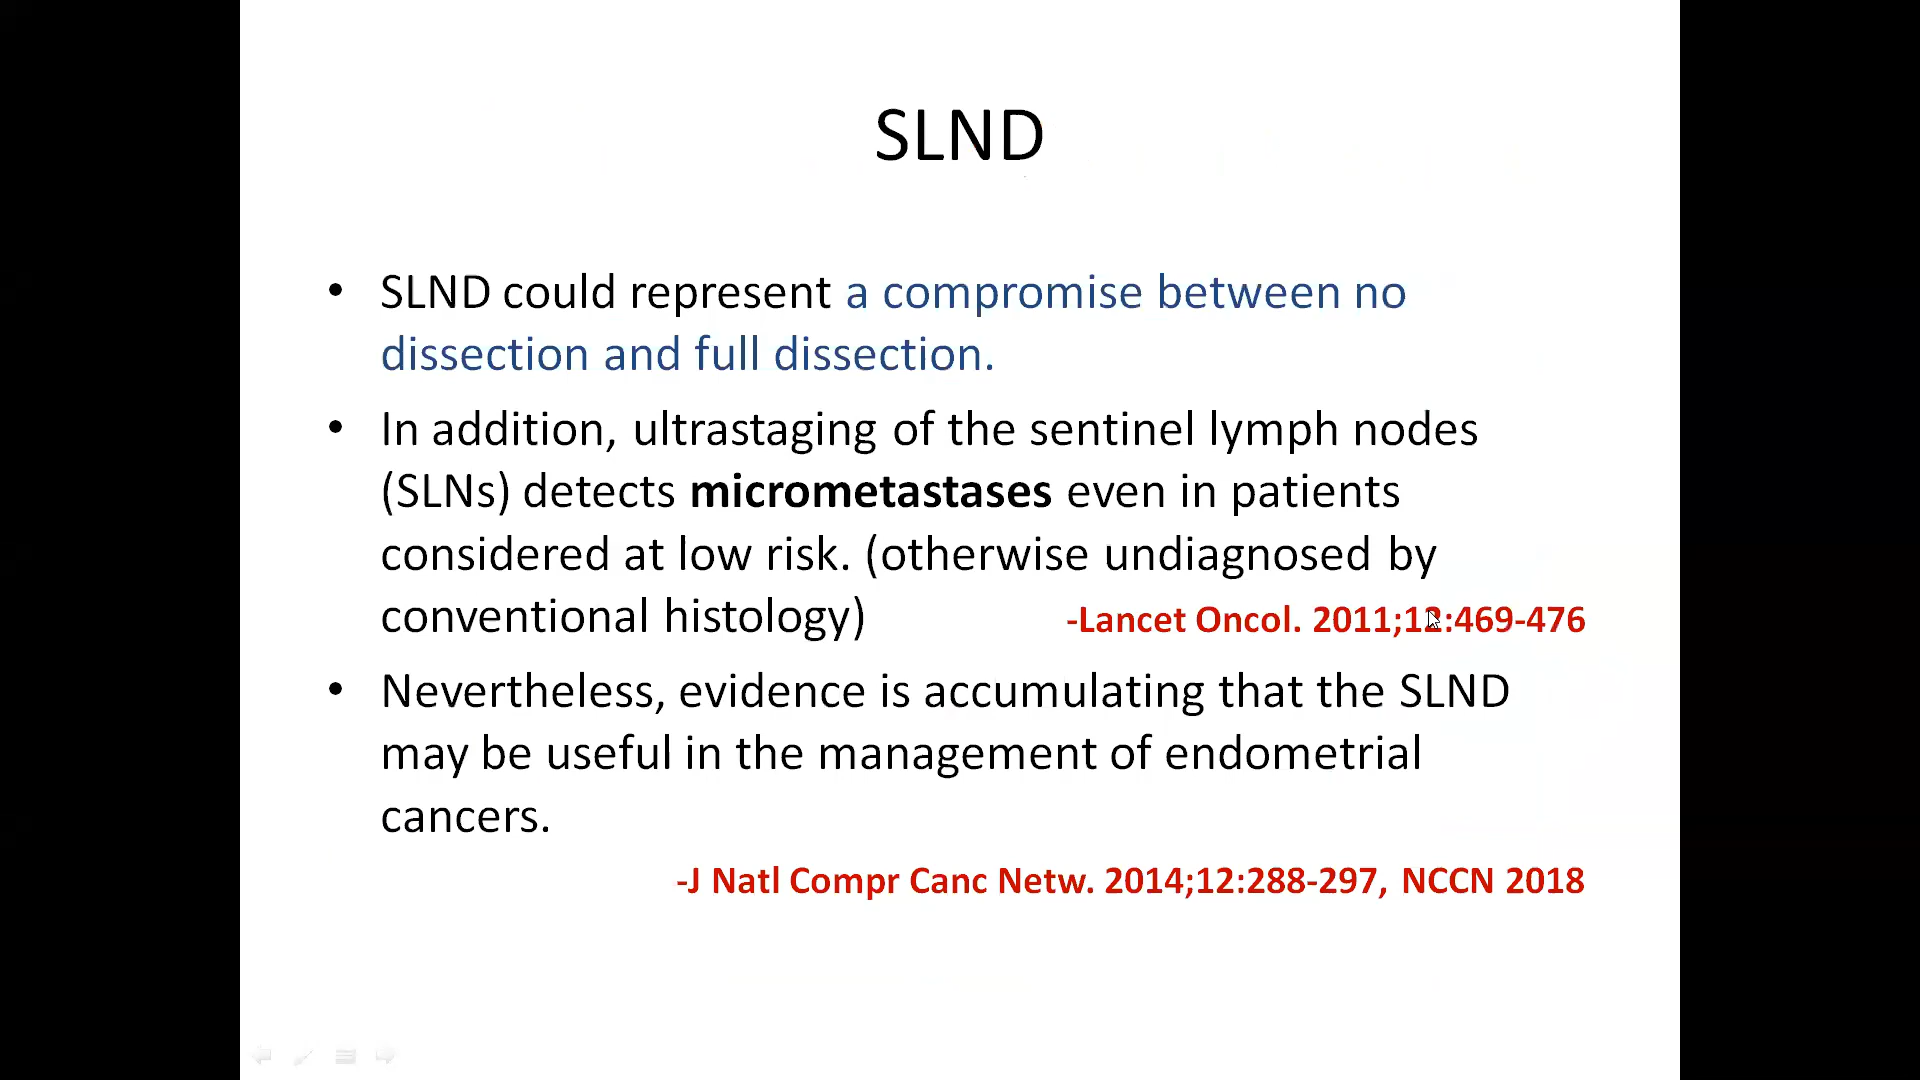 SLND
• SLND could represent a compromise between no
dissection and full dissection.
• In addition, ultrastaging of the sentinel lymph nodes
(SLNs) detects micrometastases even in patients
considered at low risk. (otherwise undiagnosed by
conventional histology) -Lancet Oncol. 2011;12:469-476
• Nevertheless, evidence is accumulating that the SLND
may be useful in the management of endometrial
cancers.
-J Natl Compr Canc Netw. 2014;12:288-297, NCCN 2018